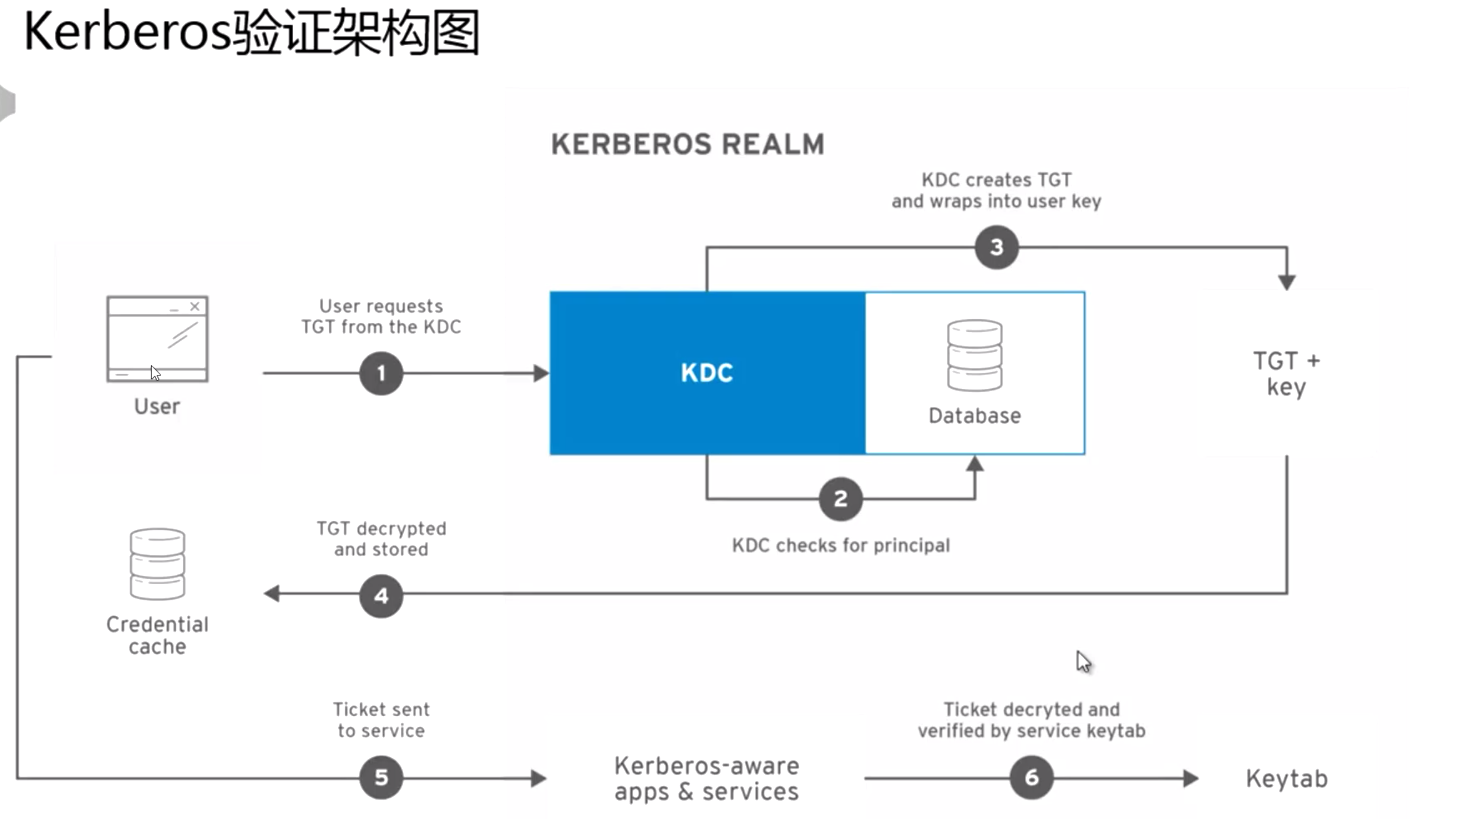 Kerberos验证架构图
KERBEROS REALM
KDC creates TGT
and wraps into user key
3
User requests
TGT from the KDC
1
User
KDC
Database
TGT +
key
2
KDC checks for principal
TGT decrypted
and stored
4
Credential
cache
Ticket sent
to service
5
Kerberos-aware
apps & services
Ticket decryted and
verified by service keytab
6
Keytab